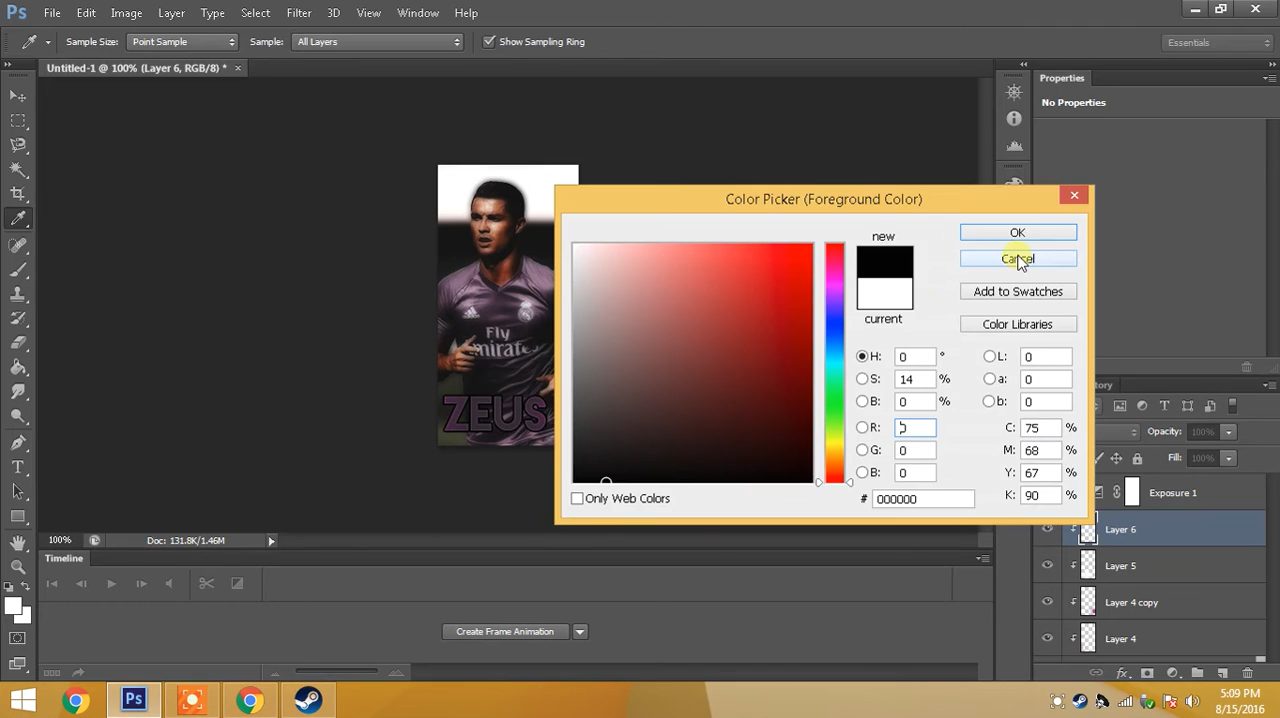 Ps File Edit Image Layer Type Select Filter 3D View Window Help
Sample Size: Point Sample Sample: All Layers Show Sampling Ring Essentials
Untitled-1 @ 100% (Layer 6, RGB/8) * ×
Properties
No Properties
Color Picker (Foreground Color)
new
current
OK
Cancel
Add to Swatches
Color Libraries
H: 0 ° L: 0
S: 14 % a: 0
B: 0 % b: 0
R: C: 75 %
G: 0 M: 68 %
B: 0 Y: 67 %
# 000000 K: 90 %
Only Web Colors
Fly
Emirates
ZEUS
Opacity: 100%
Fill: 100%
Exposure 1
Layer 6
Layer 5
Layer 4 copy
Layer 4
100% Doc: 131.8K/1.46M
Timeline
Create Frame Animation
Ps
5:09 PM
8/15/2016